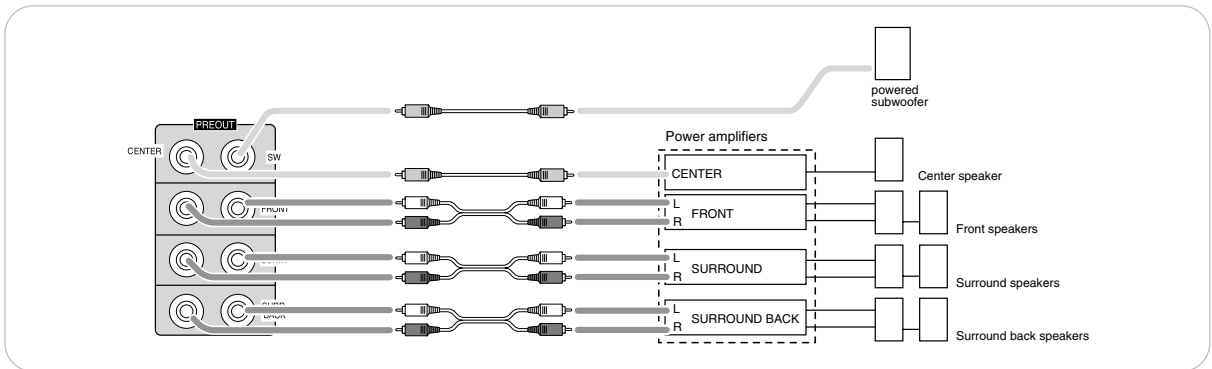 powered
subwoofer
PREOUT
Power amplifiers
CENTER
SW
CENTER
Center speaker
FRONT
L
R
FRONT
Front speakers
L
R
SURROUND
Surround speakers
BACK
L
R
SURROUND BACK
Surround back speakers